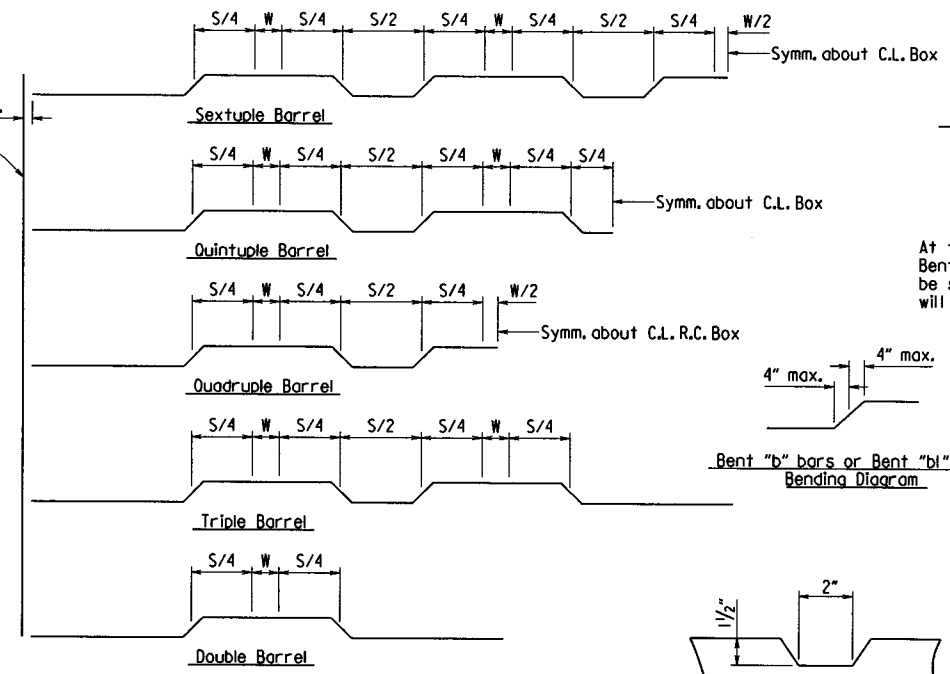 S/4 W S/4 S/2 S/4 W S/4 S/2 S/4 W/2
Symm. about C.L. Box
Sextuple Barrel
S/4 W S/4 S/2 S/4 W S/4 S/4
Symm. about C.L. Box
Quintuple Barrel
At
Bent
be
will
S/4 W S/4 S/2 S/4 W/2
Symm. about C.L. R.C. Box
Quadruple Barrel
4" max.
4" max.
Bent "b" bars or Bent "b1"
Bending Diagram
S/4 W S/4 S/2 S/4 W S/4
Triple Barrel
S/4 W S/4
Double Barrel
2"
1 1/2"